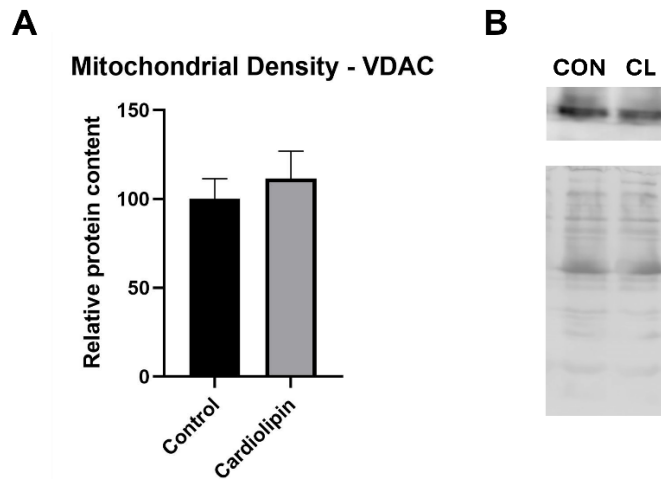 A
B
Mitochondrial Density - VDAC
CON CL
Relative protein content
150
100
50
0
Control
Cardiolipin